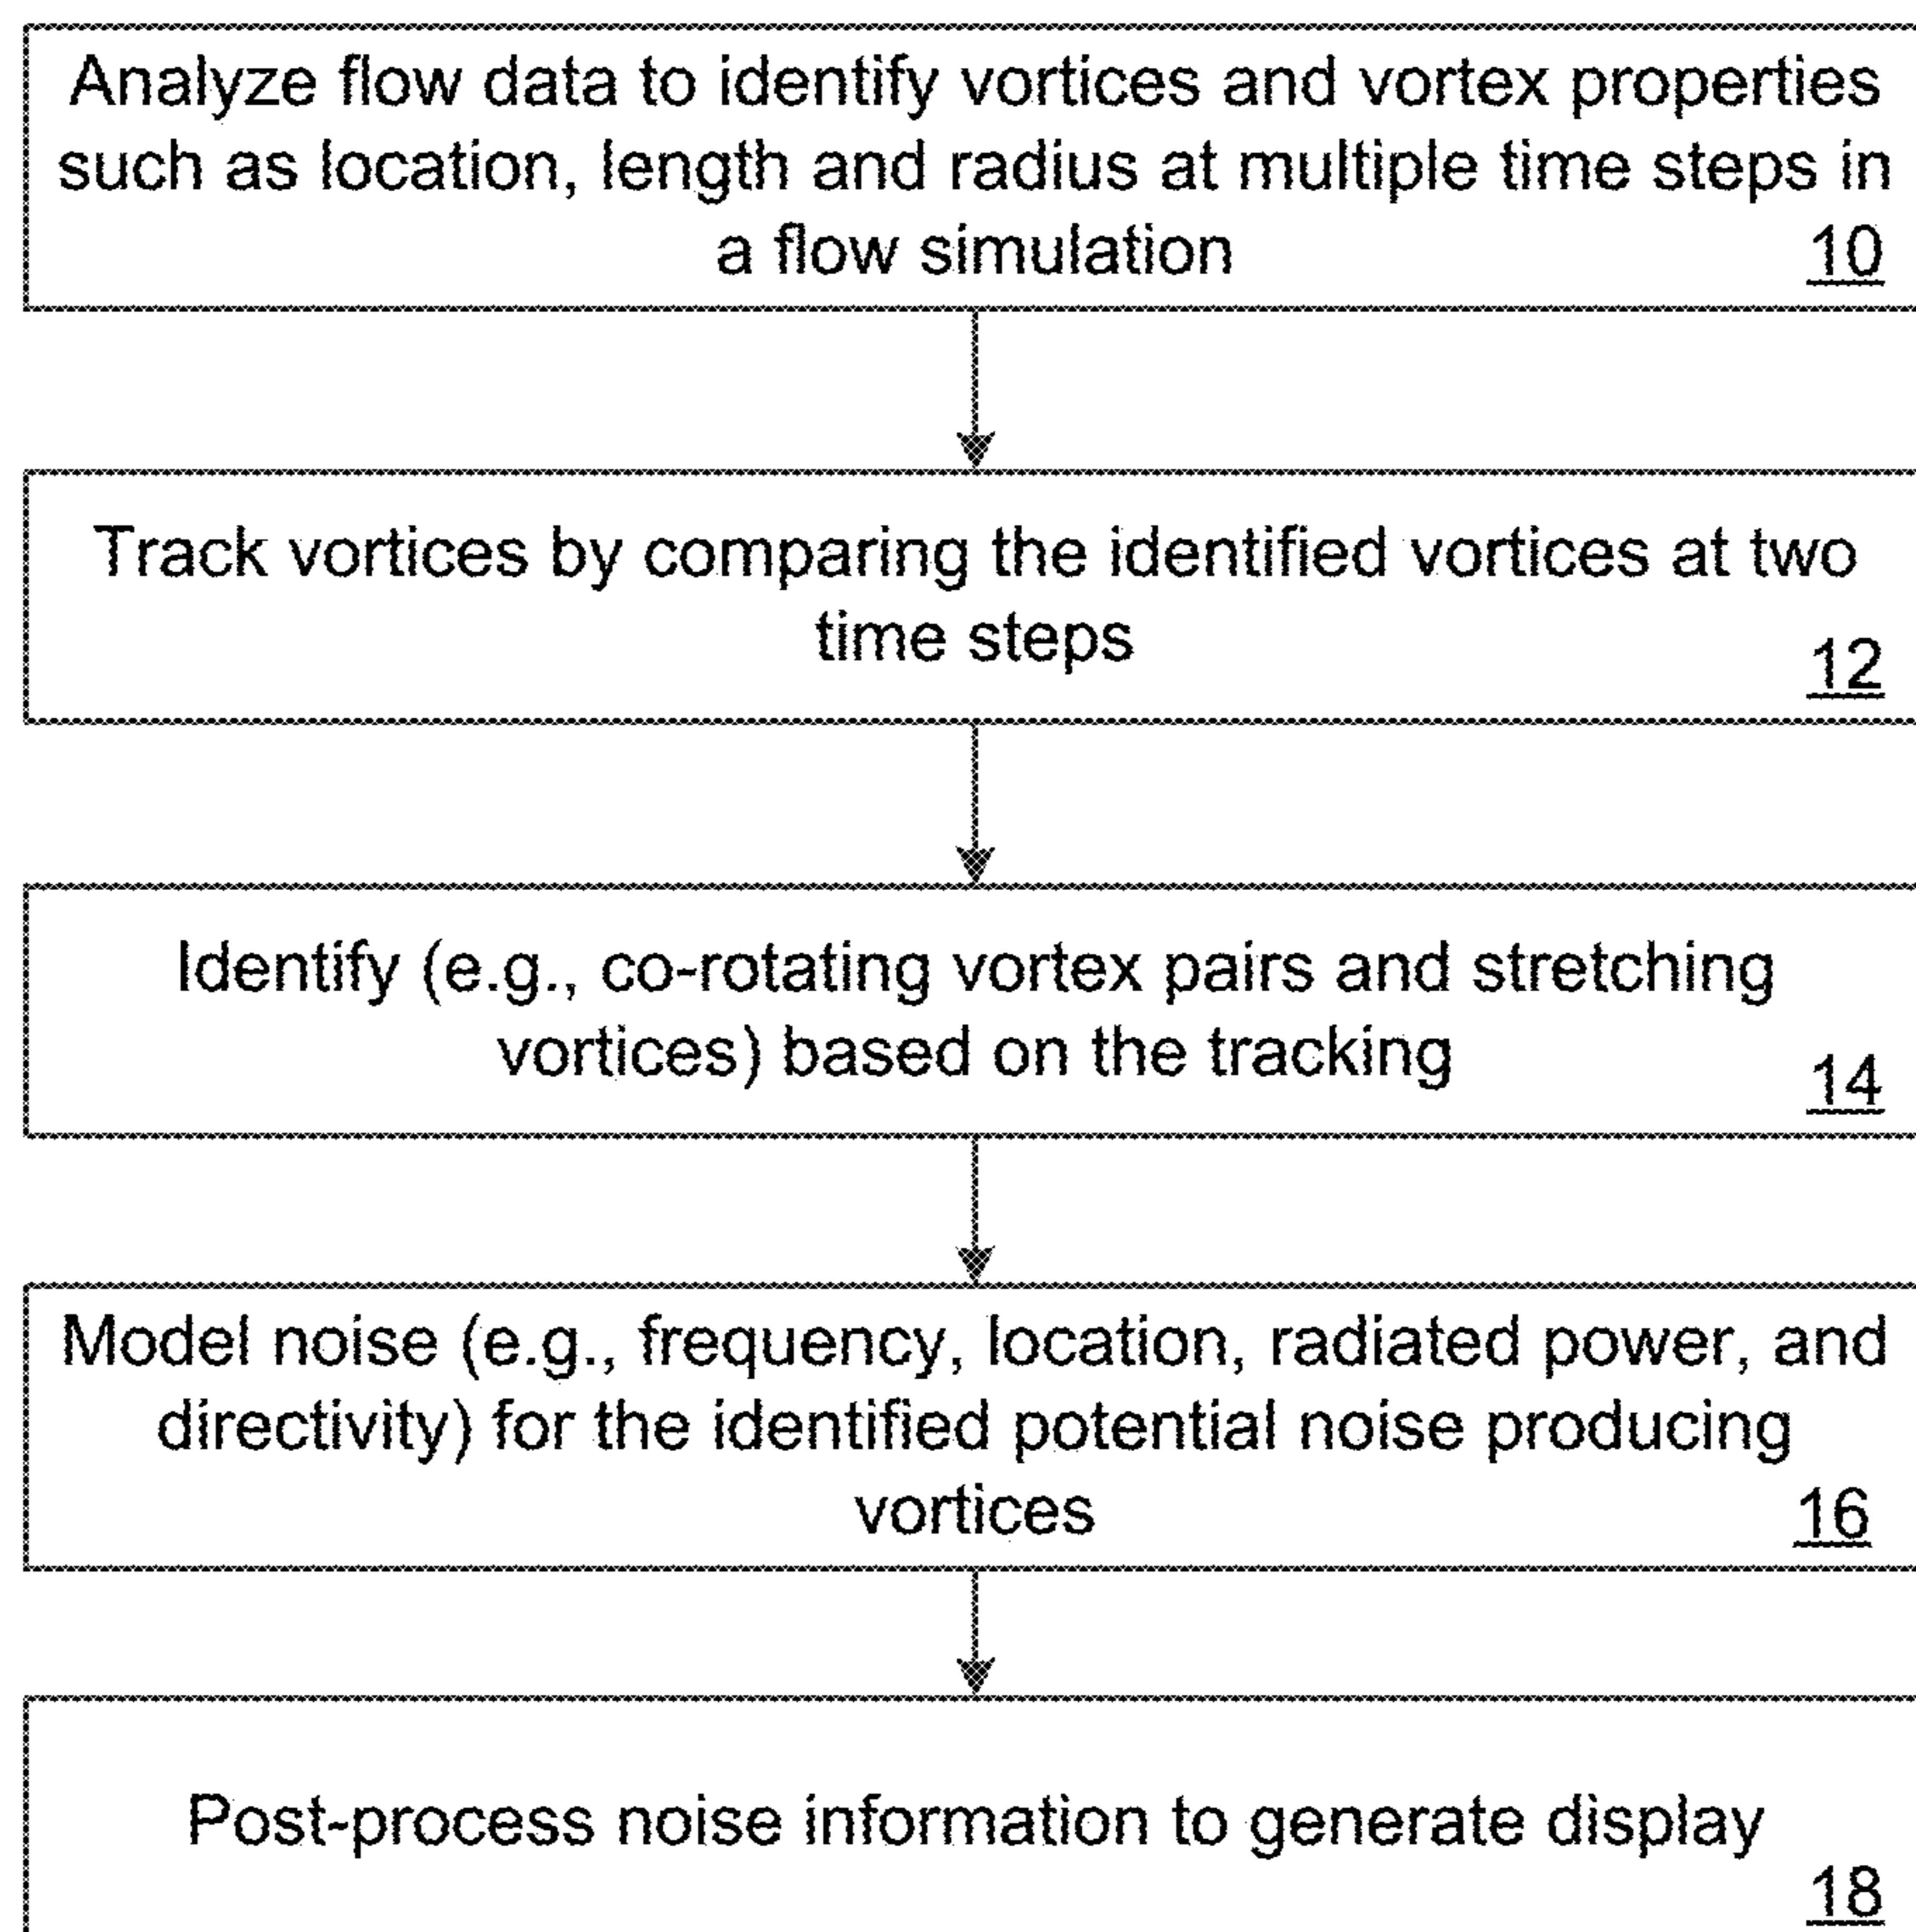 Analyze flow data to identify vortices and vortex properties
such as location, length and radius at multiple time steps in
a flow simulation
10
Track vortices by comparing the identified vortices at two
time steps
12
Identify (e.g., co-rotating vortex pairs and stretching
vortices) based on the tracking
14
Model noise (e.g., frequency, location, radiated power, and
directivity) for the identified potential noise producing
vortices
16
Post-process noise information to generate display
18